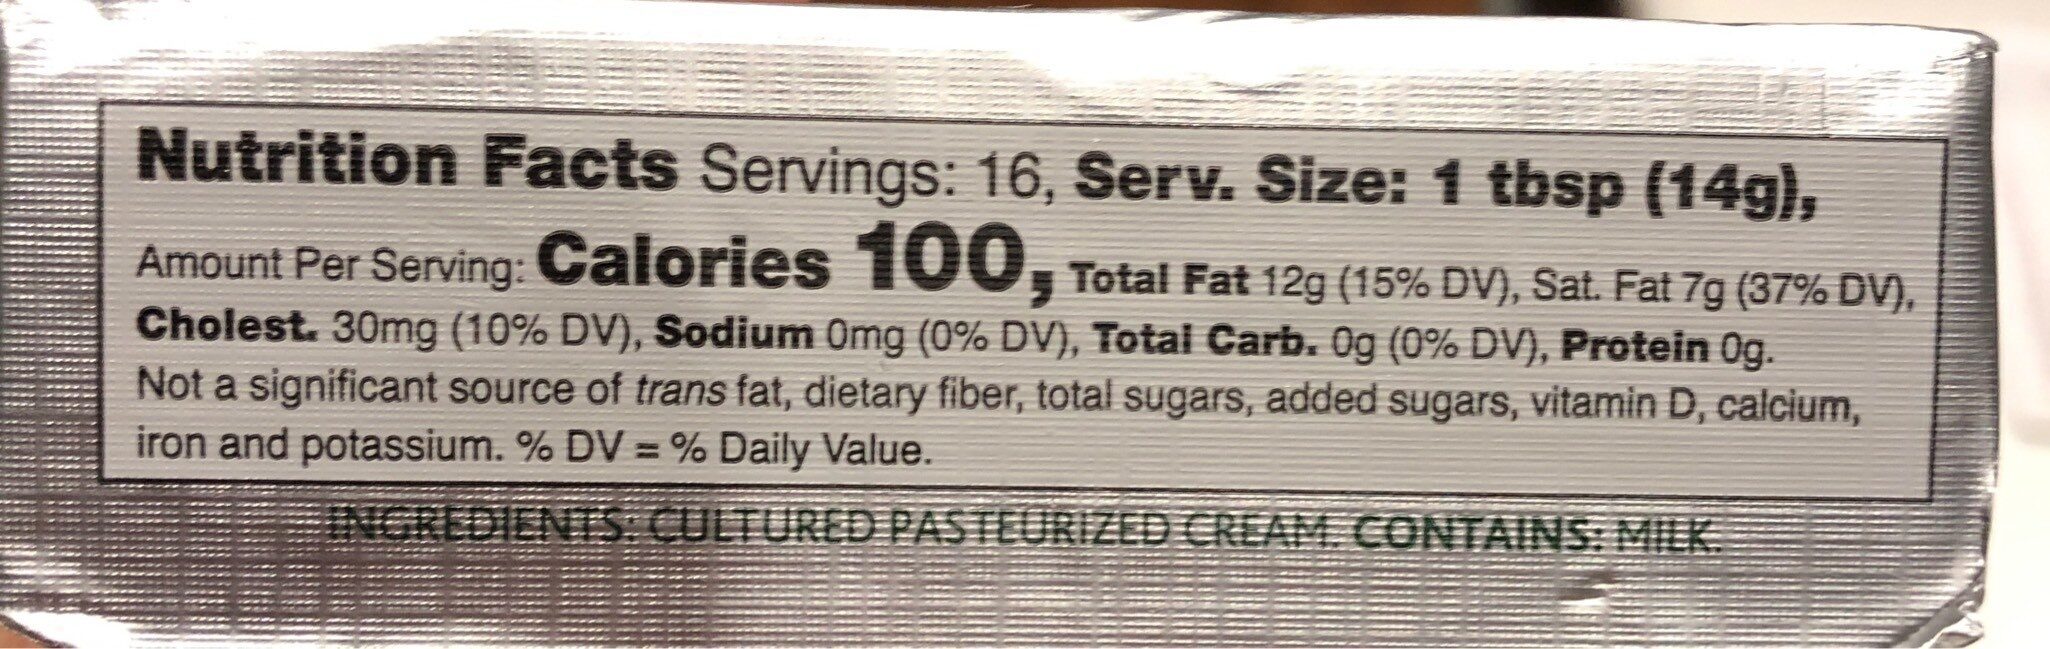 Nutrition Facts Servings: 16, Serv. Size: 1 tbsp (14g),
Amount Per Serving: Calories 100, Total Fat 12g (15% DV), Sat. Fat 7g (37% DV),
Cholest. 30mg (10% DV), Sodium 0mg (0% DV), Total Carb. 0g (0% DV), Protein 0g.
Not a significant source of trans fat, dietary fiber, total sugars, added sugars, vitamin D, calcium,
iron and potassium. % DV = % Daily Value.
INGREDIENTS: CULTURED PASTEURIZED CREAM. CONTAINS: MILK.